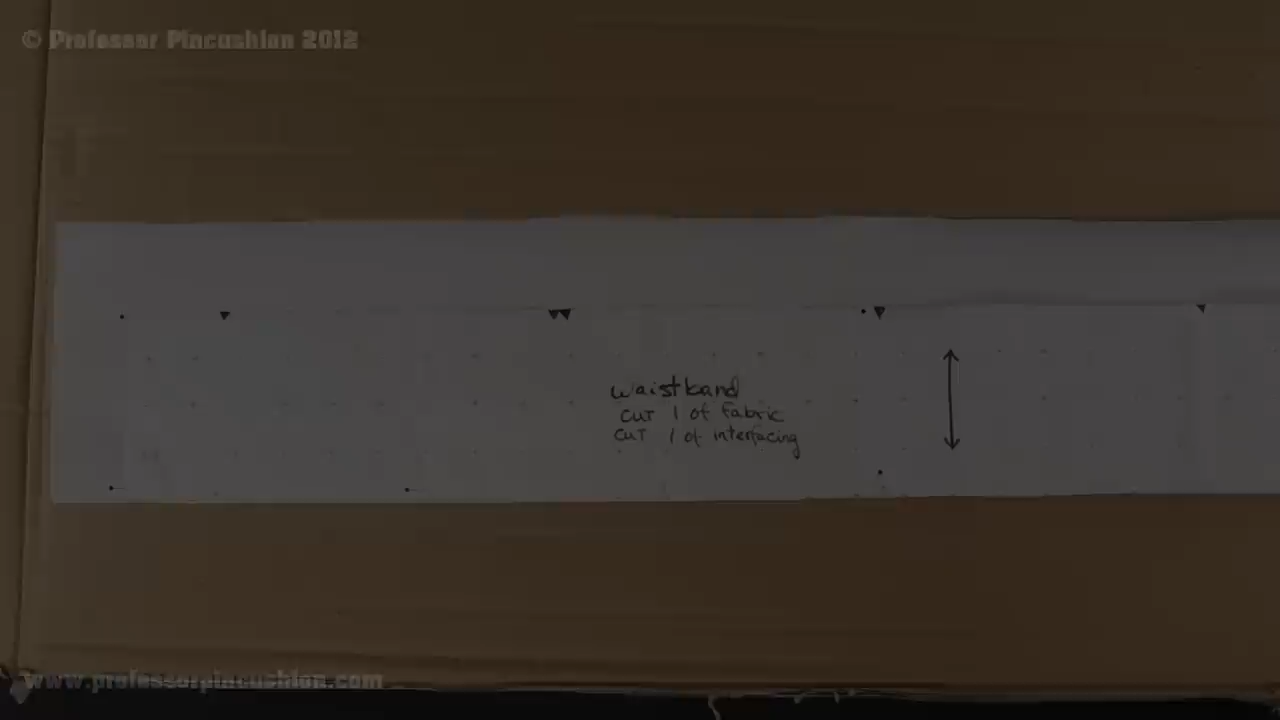 © Professor Pincushion 2012
waistband
CUT 1 of fabric
CUT 1 of interfacing
www.professorpincushion.com